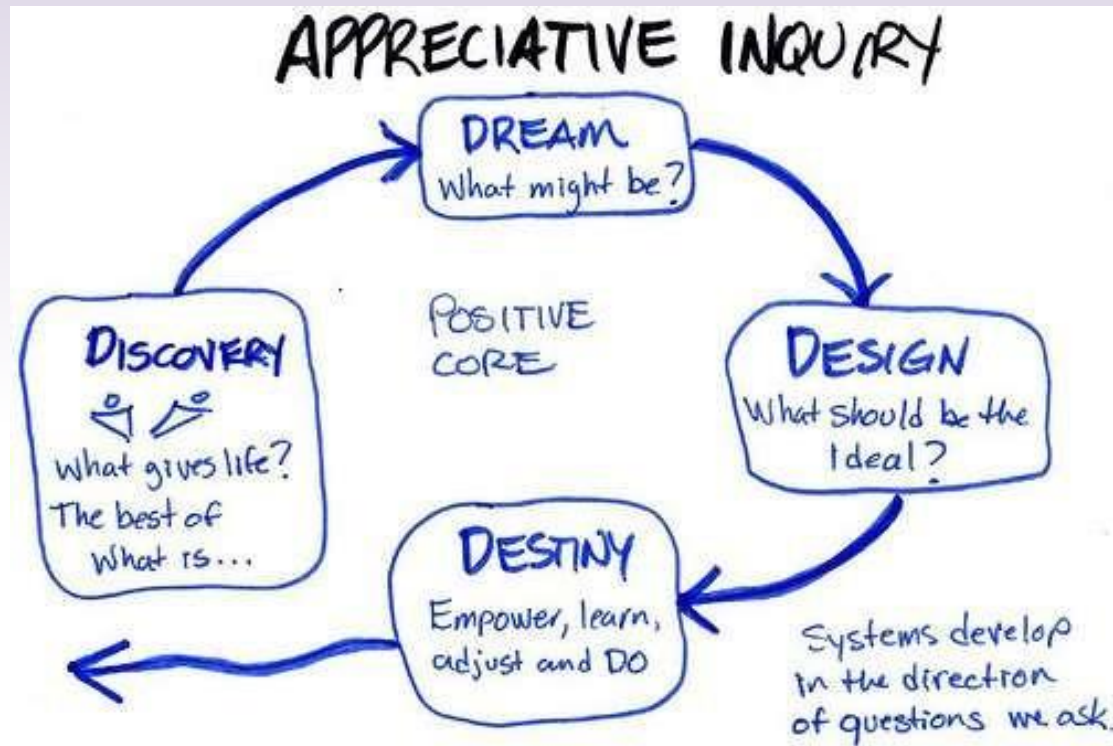 APPRECIATIVE INQUIRY
DREAM
What might be?
DISCOVERY
What gives life?
The best of
what is...
POSITIVE
CORE
DESIGN
What should be the
Ideal?
DESTINY
Empower, learn,
adjust and DO
Systems develop
in the direction
of questions we ask.